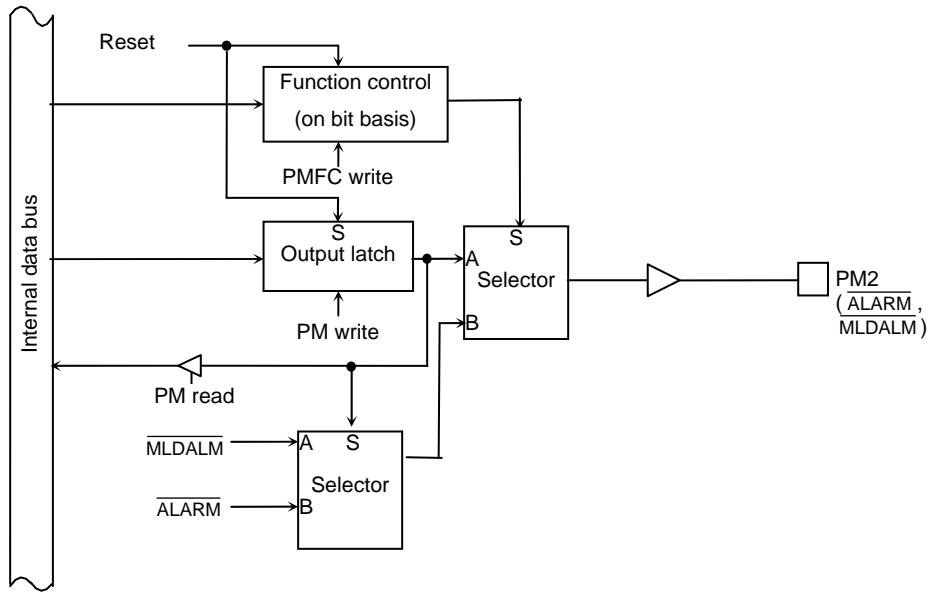 Reset
Function control
(on bit basis)
PMFC write
Internal data bus
S
Output latch
PM write
S
A
Selector
B
PM2
(ALARM,
MLDALM)
PM read
MLDALM
A
S
Selector
ALARM
B